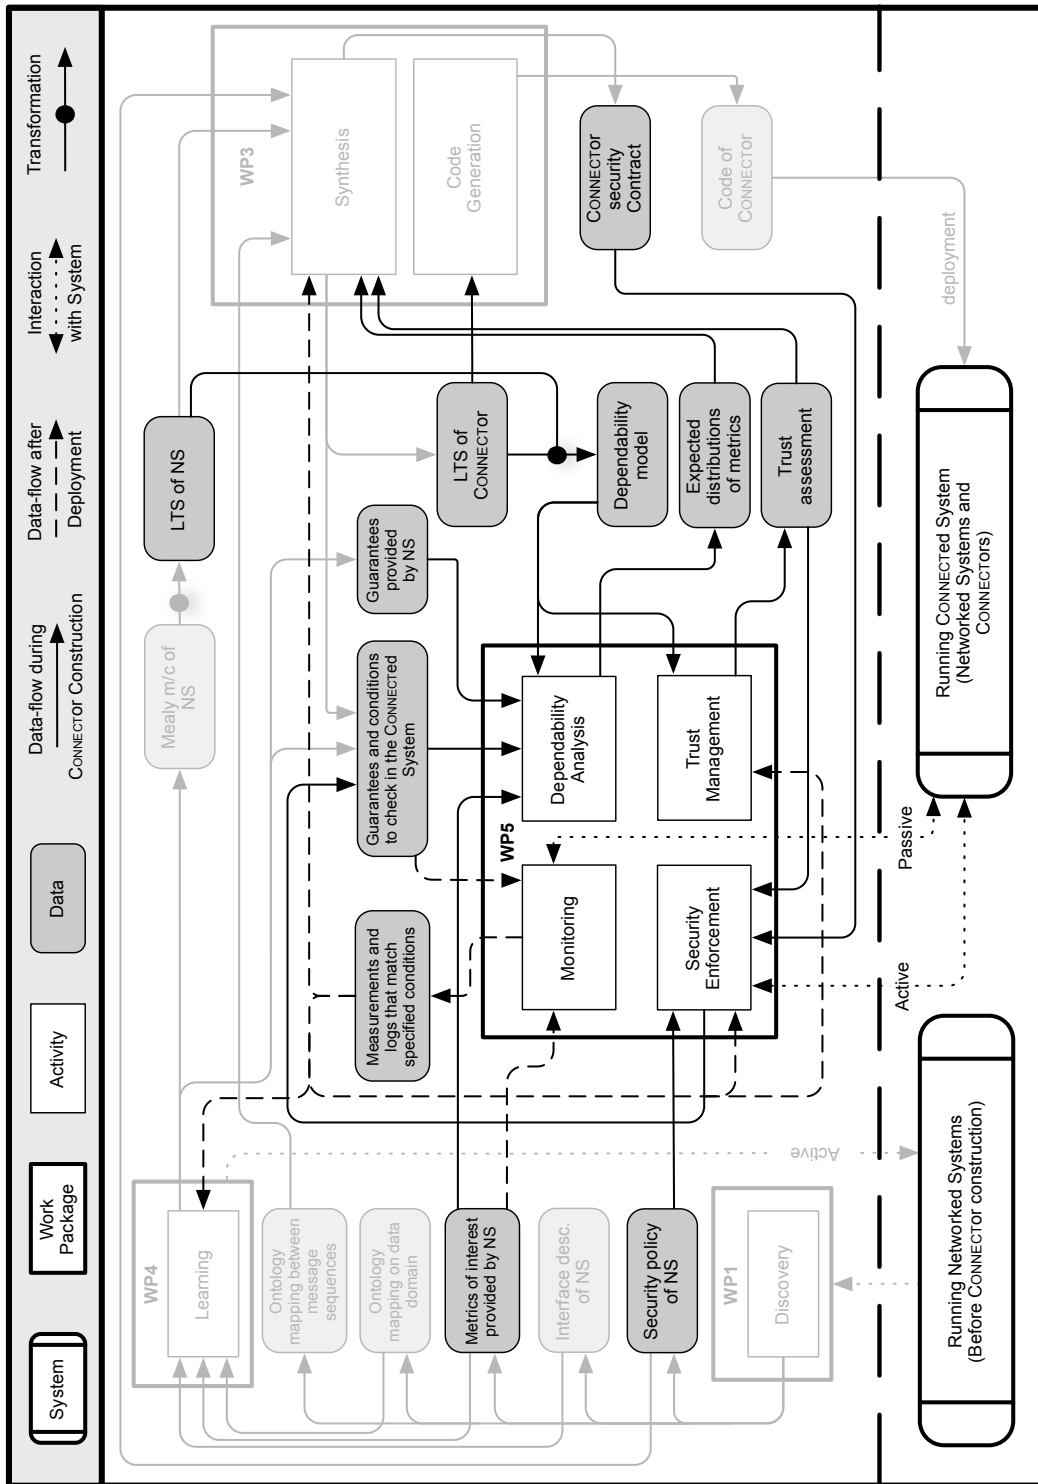 System
Work
Package
Activity
Data
Data-flow during
CONNECTOR Construction
Data-flow after
Deployment
Interaction
with System
Transformation
WP4
Learning
Mealy m/c of
NS
LTS of NS
WP3
Synthesis
Code
Generation
Ontology
mapping between
message
sequences
Ontology
mapping on data
domain
Metrics of interest
provided by NS
Interface desc.
of NS
Security policy
of NS
WP1
Discovery
Measurements and
logs that match
specified conditions
Guarantees and conditions
to check in the CONNECTED
System
Guarantees
provided
by NS
LTS of
CONNECTOR
Dependability
model
Expected
distributions
of metrics
Trust
assessment
CONNECTOR
security
Contract
Code of
CONNECTOR
WP5
Monitoring
Dependability
Analysis
Security
Enforcement
Trust
Management
Active
Active
Passive
deployment
Running Networked Systems
(Before CONNECTOR construction)
Running CONNECTED System
(Networked Systems and
CONNECTORS)